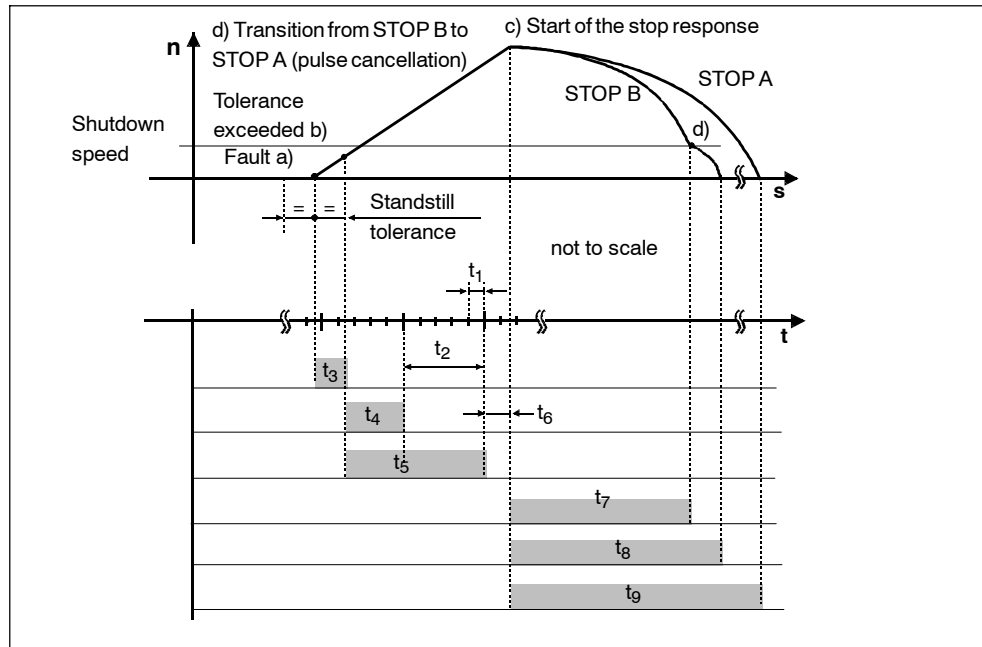 d) Transition from STOP B to
STOP A (pulse cancellation)
c) Start of the stop response
n
STOP A
STOP B
Tolerance
exceeded b)
Shutdown
speed
d)
Fault a)
s
= =
Standstill
tolerance
not to scale
t1
t
t2
t3
t4
t6
t5
t7
t8
t9